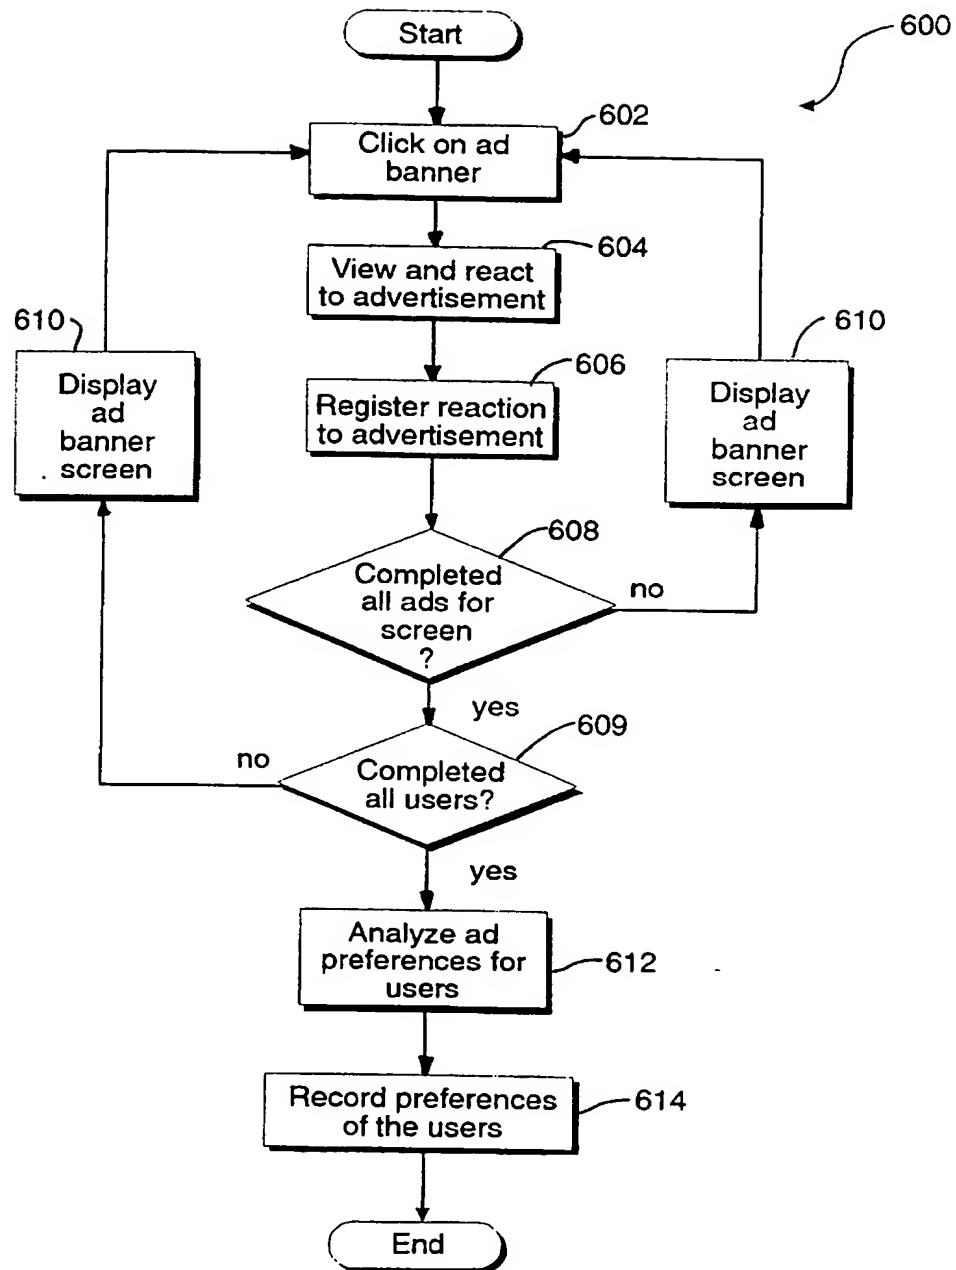 Start
600
602
Click on ad
banner
604
View and react
to advertisement
610
Display
ad
banner
screen
606
Register reaction
to advertisement
610
Display
ad
banner
screen
608
Completed
all ads for
screen
?
no
yes
609
no
Completed
all users?
yes
Analyze ad
preferences for
users
612
Record preferences
of the users
614
End